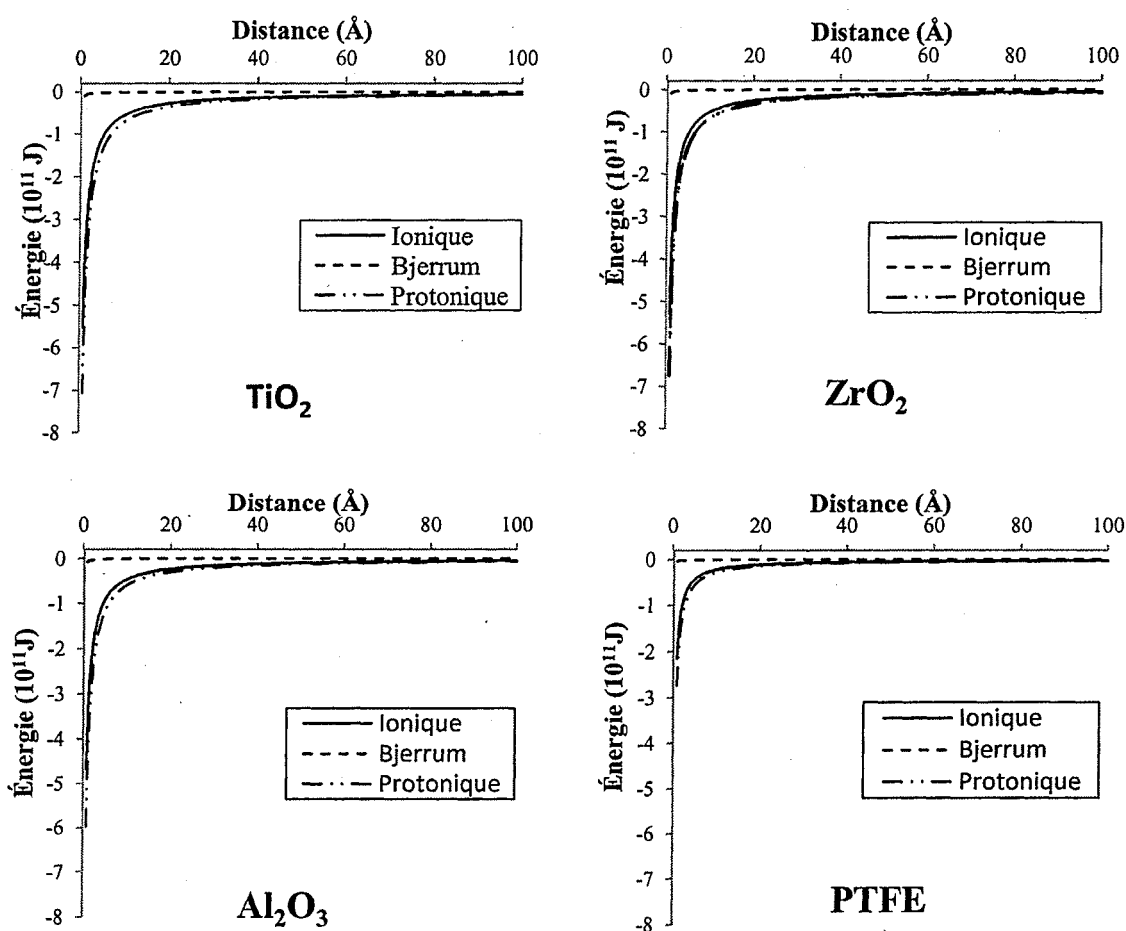 Distance (Å)
0 20 40 60 80 100
0
-1
-2
-3
-4
-5
-6
-7
-8
Énergie (10¹¹ J)
Ionique
Bjerrum
Protonique
TiO₂
Distance (Å)
0 20 40 60 80 100
0
-1
-2
-3
-4
-5
-6
-7
-8
Énergie (10¹¹ J)
Ionique
Bjerrum
Protonique
ZrO₂
Distance (Å)
0 20 40 60 80 100
0
-1
-2
-3
-4
-5
-6
-7
-8
Énergie (10¹¹J)
Ionique
Bjerrum
Protonique
Al₂O₃
Distance (Å)
0 20 40 60 80 100
0
-1
-2
-3
-4
-5
-6
-7
-8
Énergie (10¹¹ J)
Ionique
Bjerrum
Protonique
PTFE